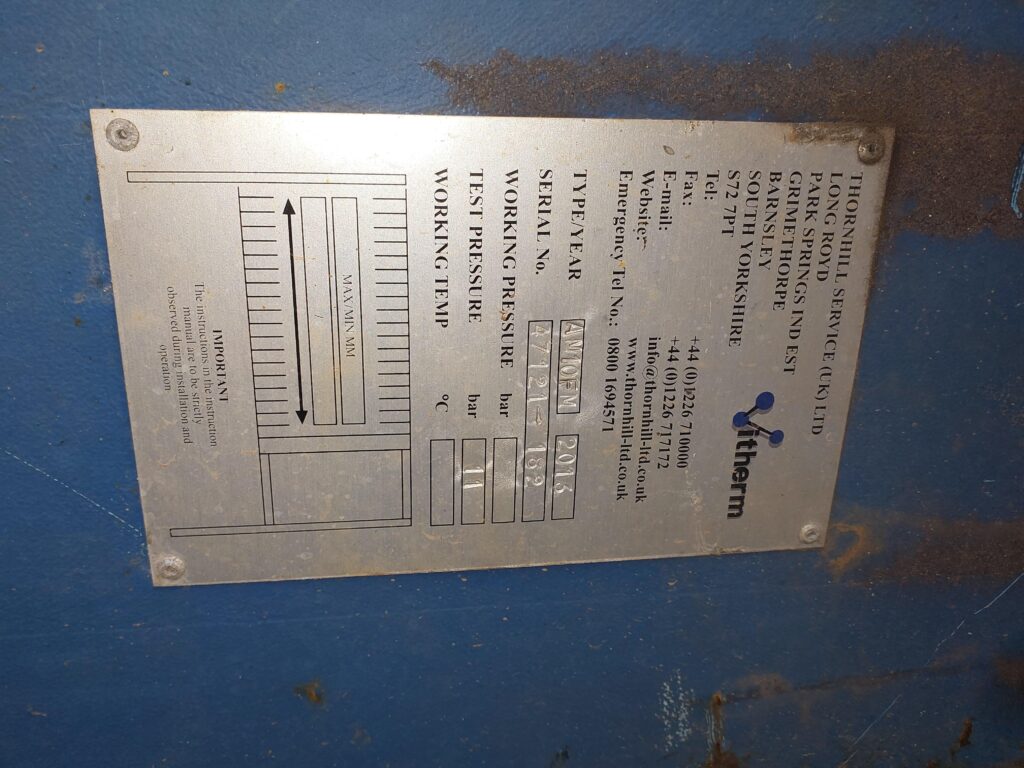 THORNHILL SERVICE (UK) LTD
LONG ROYD
PARK SPRINGS IND EST
GRIMETHORPE
BARNSLEY
SOUTH YORKSHIRE
S72 7PT
Vitherm
Tel: +44 (0)1226 710000
Fax: +44 (0)1226 717172
E-mail: info@thornhill-ltd.co.uk
Website: www.thornhill-ltd.co.uk
Emergency Tel No.: 0800 1694571
TYPE/YEAR 2016
SERIAL No.
WORKING PRESSURE bar
TEST PRESSURE bar 11
WORKING TEMP °C
MAX/MIN MM
IMPORTANT
The instructions in the instruction
manual are to be strictly
observed during installation and
operation